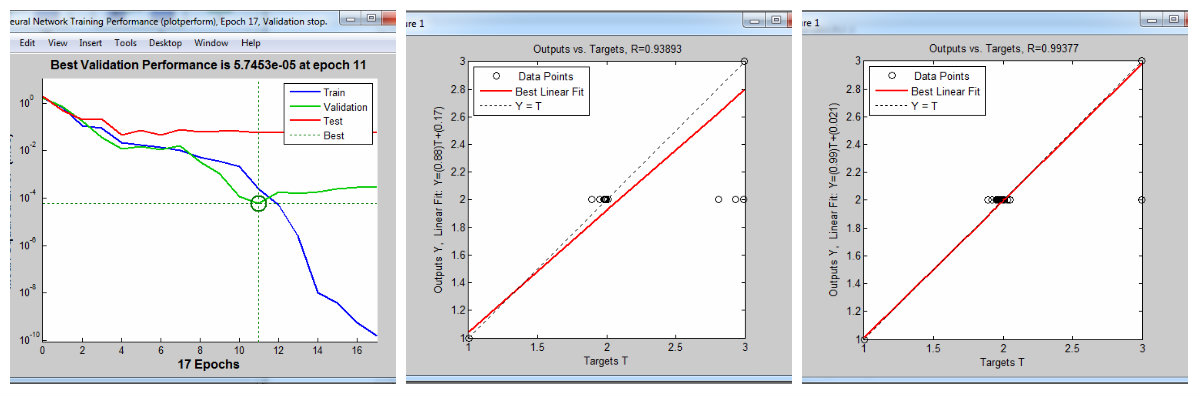 eural Network Training Performance (plotperform), Epoch 17, Validation stop.
Edit View Insert Tools Desktop Window Help
Best Validation Performance is 5.7453e-05 at epoch 11
Train
Validation
Test
Best
10^0
10^-2
10^-4
10^-6
10^-8
10^-10
0 2 4 6 8 10 12 14 16
17 Epochs
ure 1
Outputs vs. Targets, R=0.93893
Data Points
Best Linear Fit
Y = T
Outputs Y, Linear Fit: Y=(0.88)T+(0.17)
3
2.8
2.6
2.4
2.2
2
1.8
1.6
1.4
1.2
1
1 1.5 2 2.5 3
Targets T
ure 1
Outputs vs. Targets, R=0.99377
Data Points
Best Linear Fit
Y = T
Outputs Y, Linear Fit: Y=(0.99)T+(0.021)
3
2.8
2.6
2.4
2.2
2
1.8
1.6
1.4
1.2
1
1 1.5 2 2.5 3
Targets T